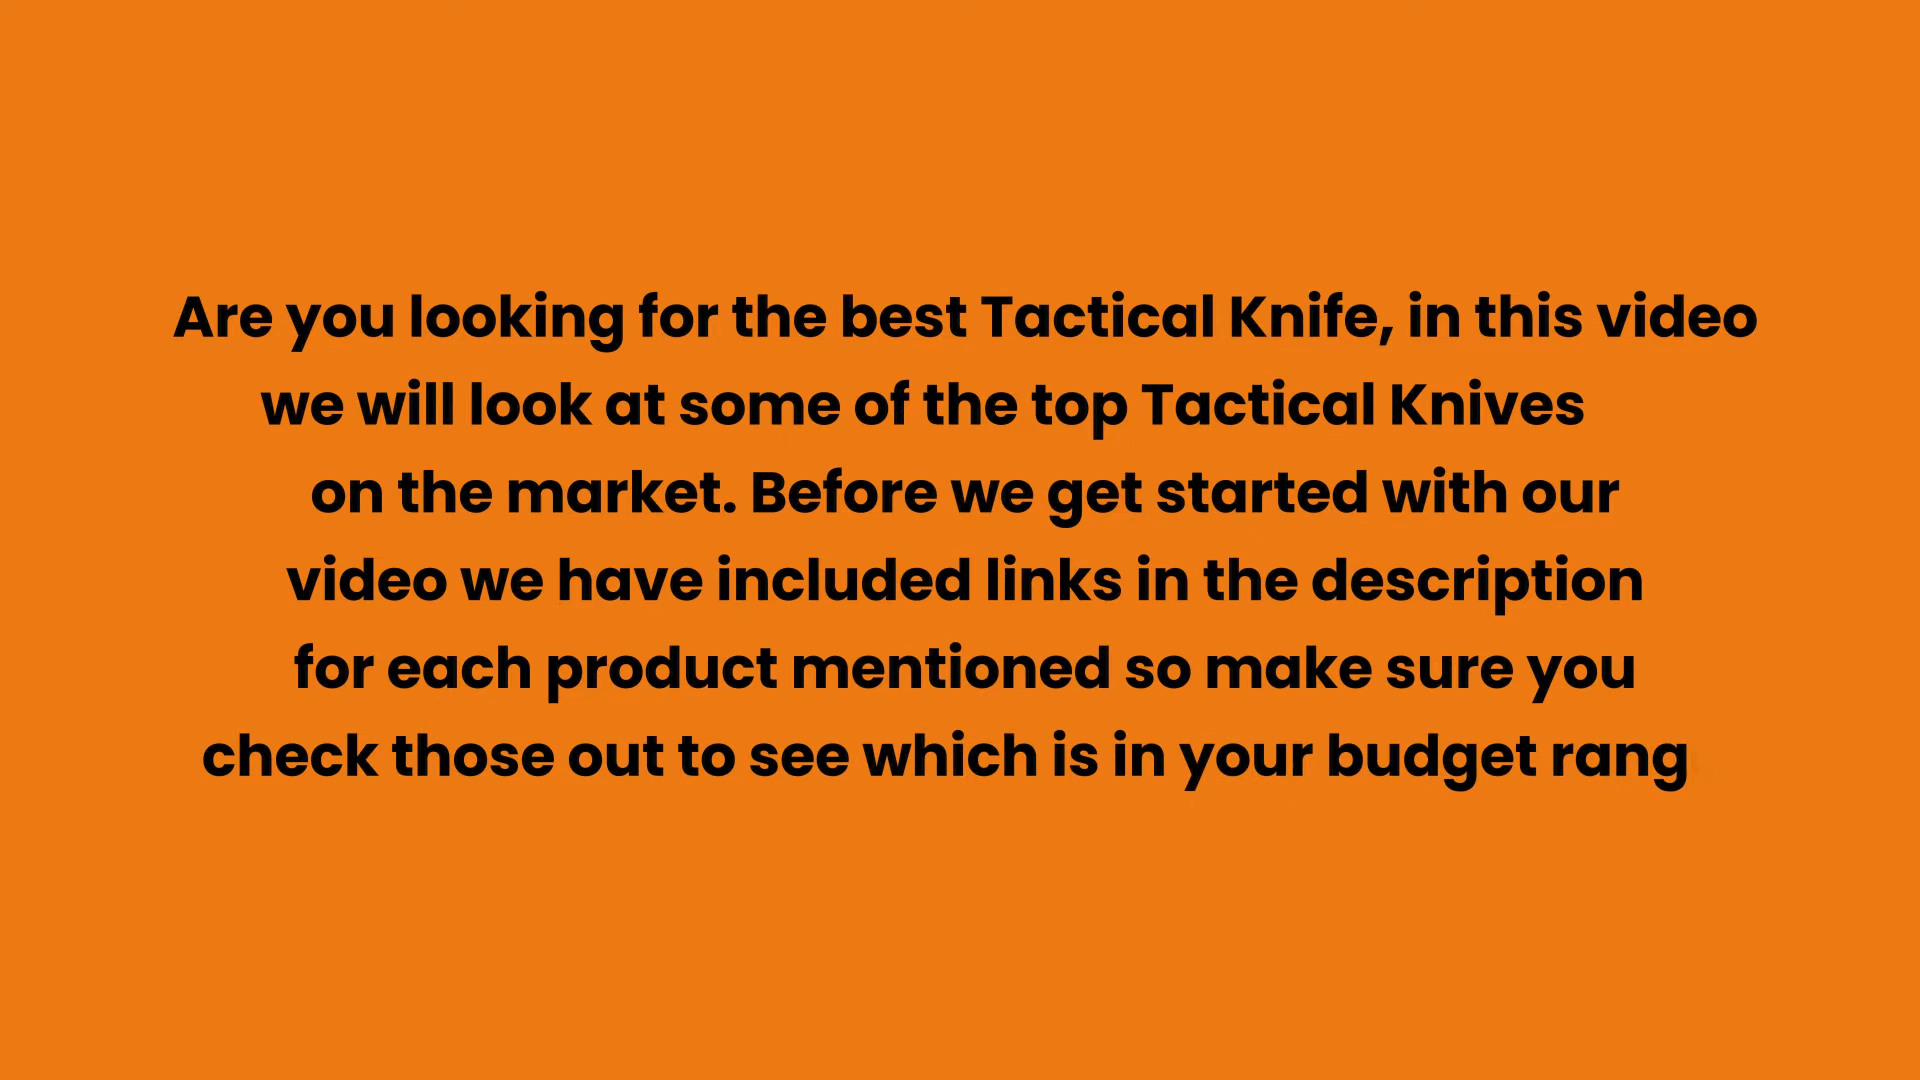 Are you looking for the best Tactical Knife, in this video
we will look at some of the top Tactical Knives
on the market. Before we get started with our
video we have included links in the description
for each product mentioned so make sure you
check those out to see which is in your budget rang